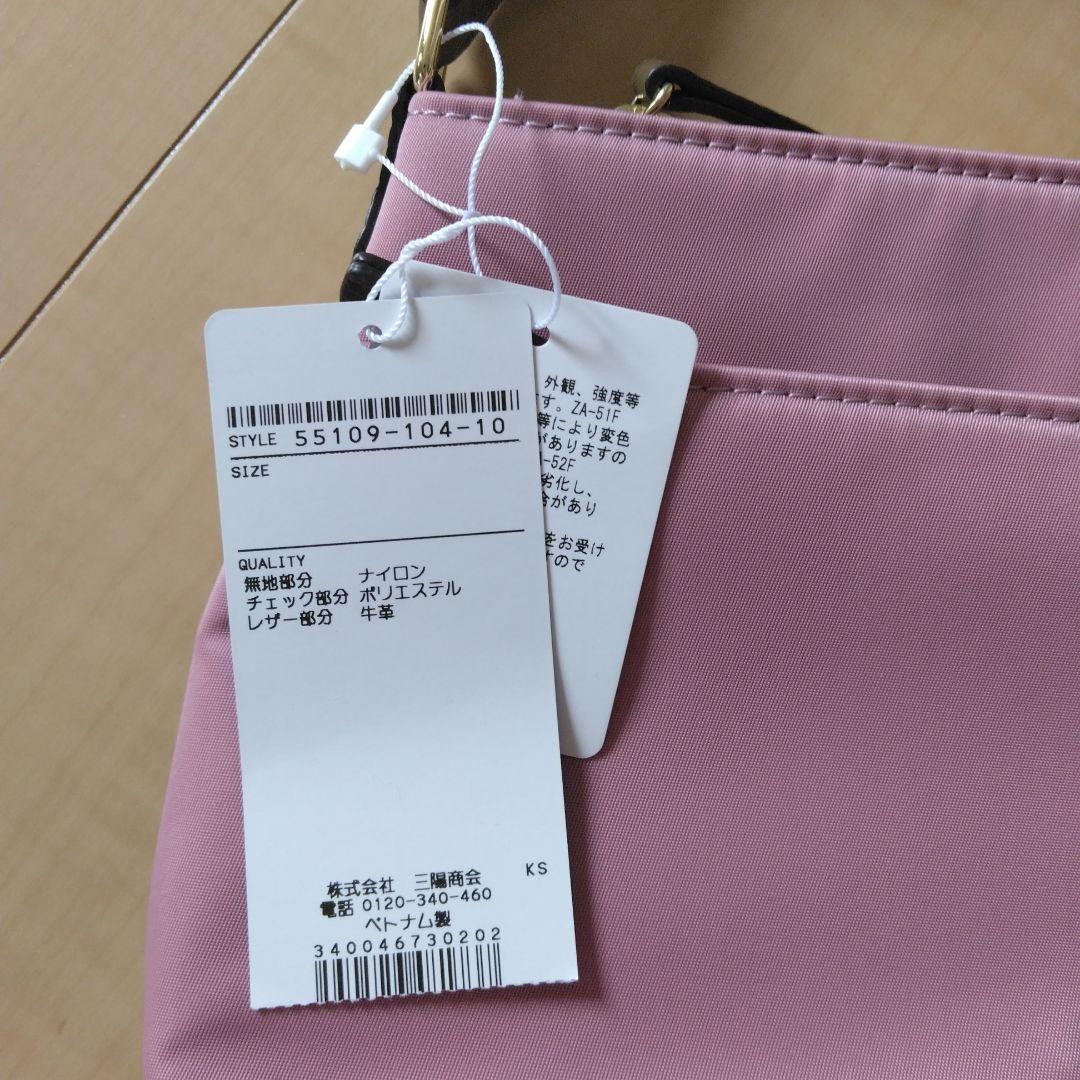 STYLE 55109-104-10
SIZE
QUALITY
無地部分 ナイロン
チェック部分 ポリエステル
レザー部分 牛革
株式会社 三陽商会
KS
電話 0120-340-460
ベトナム製
340046730202
外観、強度等
す。ZA-51F
等により変色
がありますの
-52F
劣化し、
合があり
をお受け
すので